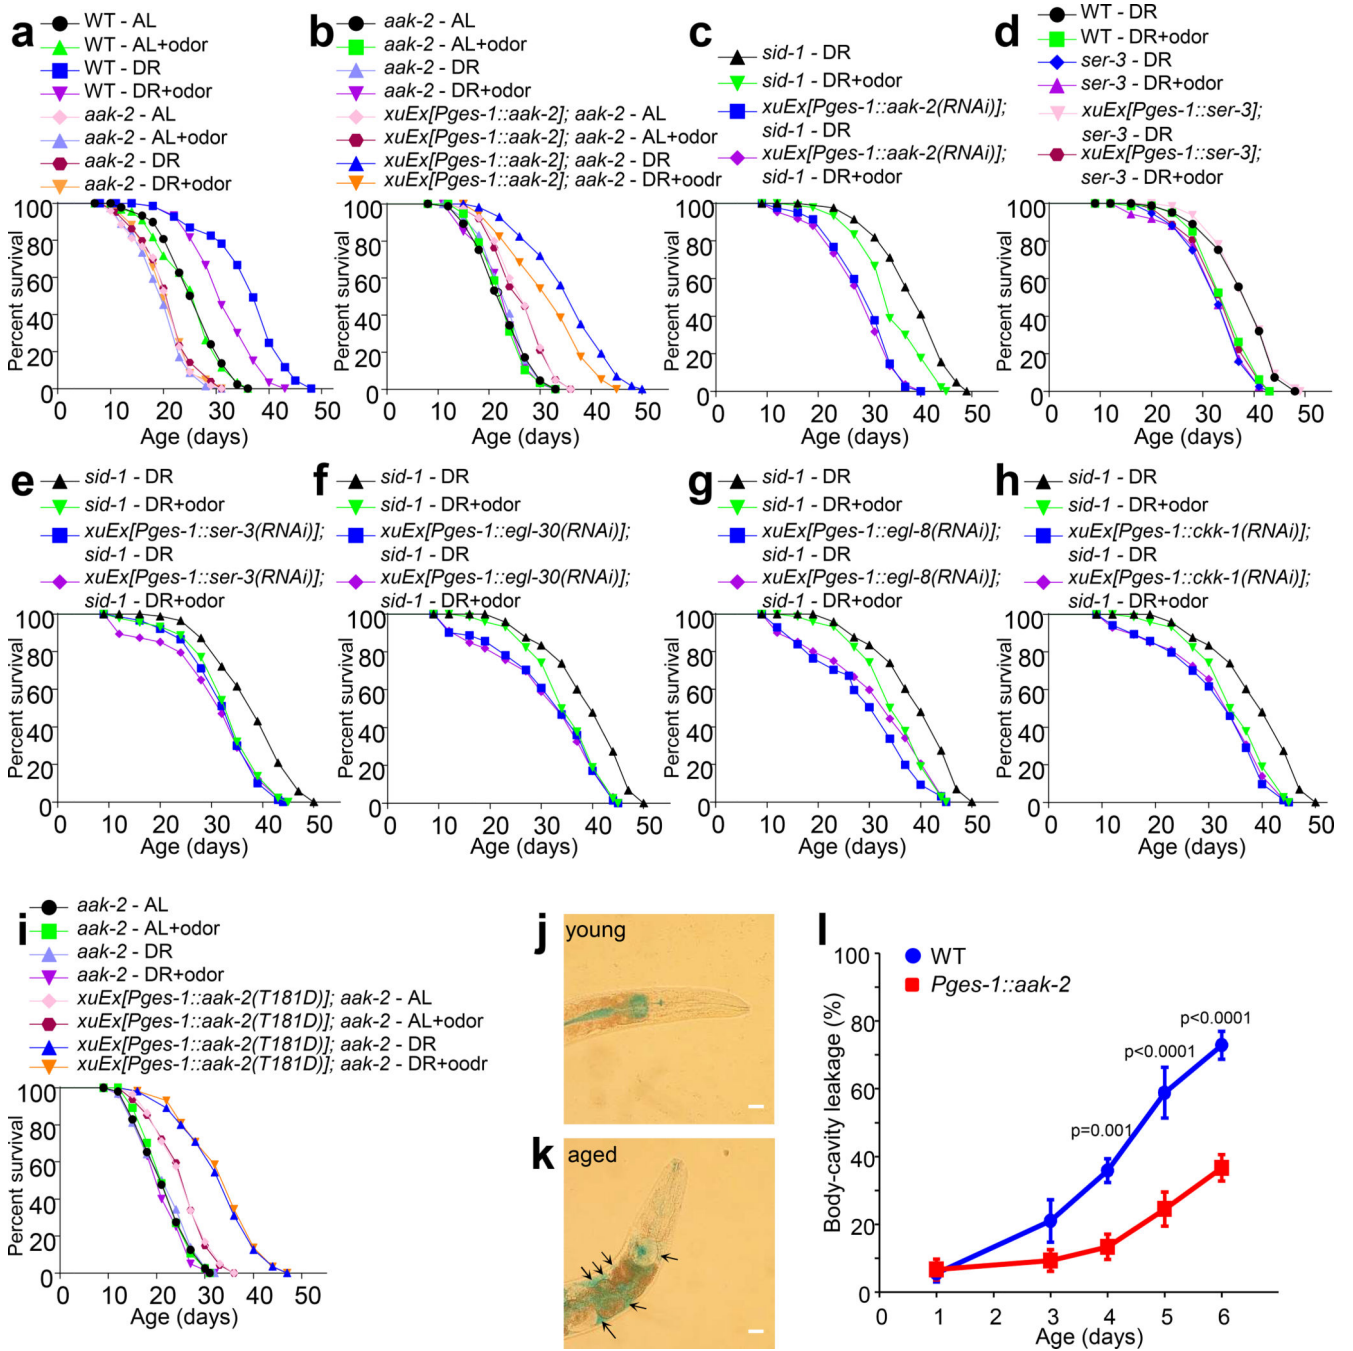 a
WT - AL
WT - AL+odor
WT - DR
WT - DR+odor
aak-2 - AL
aak-2 - AL+odor
aak-2 - DR
aak-2 - DR+odor
Percent survival
100
80
60
40
20
0
0 10 20 30 40 50
Age (days)
b
aak-2 - AL
aak-2 - AL+odor
aak-2 - DR
aak-2 - DR+odor
xuEx[Pges-1::aak-2]; aak-2 - AL
xuEx[Pges-1::aak-2]; aak-2 - AL+odor
xuEx[Pges-1::aak-2]; aak-2 - DR
xuEx[Pges-1::aak-2]; aak-2 - DR+oodr
Percent survival
100
80
60
40
20
0
0 10 20 30 40 50
Age (days)
c
sid-1 - DR
sid-1 - DR+odor
xuEx[Pges-1::aak-2(RNAi)];
sid-1 - DR
xuEx[Pges-1::aak-2(RNAi)];
sid-1 - DR+odor
Percent survival
100
80
60
40
20
0
0 10 20 30 40 50
Age (days)
d
WT - DR
WT - DR+odor
ser-3 - DR
ser-3 - DR+odor
xuEx[Pges-1::ser-3];
ser-3 - DR
xuEx[Pges-1::ser-3];
ser-3 - DR+odor
Percent survival
100
80
60
40
20
0
0 10 20 30 40 50
Age (days)
e
sid-1 - DR
sid-1 - DR+odor
xuEx[Pges-1::ser-3(RNAi)];
sid-1 - DR
xuEx[Pges-1::ser-3(RNAi)];
sid-1 - DR+odor
Percent survival
100
80
60
40
20
0
0 10 20 30 40 50
Age (days)
f
sid-1 - DR
sid-1 - DR+odor
xuEx[Pges-1::egl-30(RNAi)];
sid-1 - DR
xuEx[Pges-1::egl-30(RNAi)];
sid-1 - DR+odor
Percent survival
100
80
60
40
20
0
0 10 20 30 40 50
Age (days)
g
sid-1 - DR
sid-1 - DR+odor
xuEx[Pges-1::egl-8(RNAi)];
sid-1 - DR
xuEx[Pges-1::egl-8(RNAi)];
sid-1 - DR+odor
Percent survival
100
80
60
40
20
0
0 10 20 30 40 50
Age (days)
h
sid-1 - DR
sid-1 - DR+odor
xuEx[Pges-1::ckk-1(RNAi)];
sid-1 - DR
xuEx[Pges-1::ckk-1(RNAi)];
sid-1 - DR+odor
Percent survival
100
80
60
40
20
0
0 10 20 30 40 50
Age (days)
i
aak-2 - AL
aak-2 - AL+odor
aak-2 - DR
aak-2 - DR+odor
xuEx[Pges-1::aak-2(T181D)]; aak-2 - AL
xuEx[Pges-1::aak-2(T181D)]; aak-2 - AL+odor
xuEx[Pges-1::aak-2(T181D)]; aak-2 - DR
xuEx[Pges-1::aak-2(T181D)]; aak-2 - DR+oodr
Percent survival
100
80
60
40
20
0
0 10 20 30 40 50
Age (days)
j
young
k
aged
l
WT
Pges-1::aak-2
Body-cavity leakage (%)
100
80
60
40
20
0
p=0.001
p<0.0001
p<0.0001
0 1 2 3 4 5 6
Age (days)